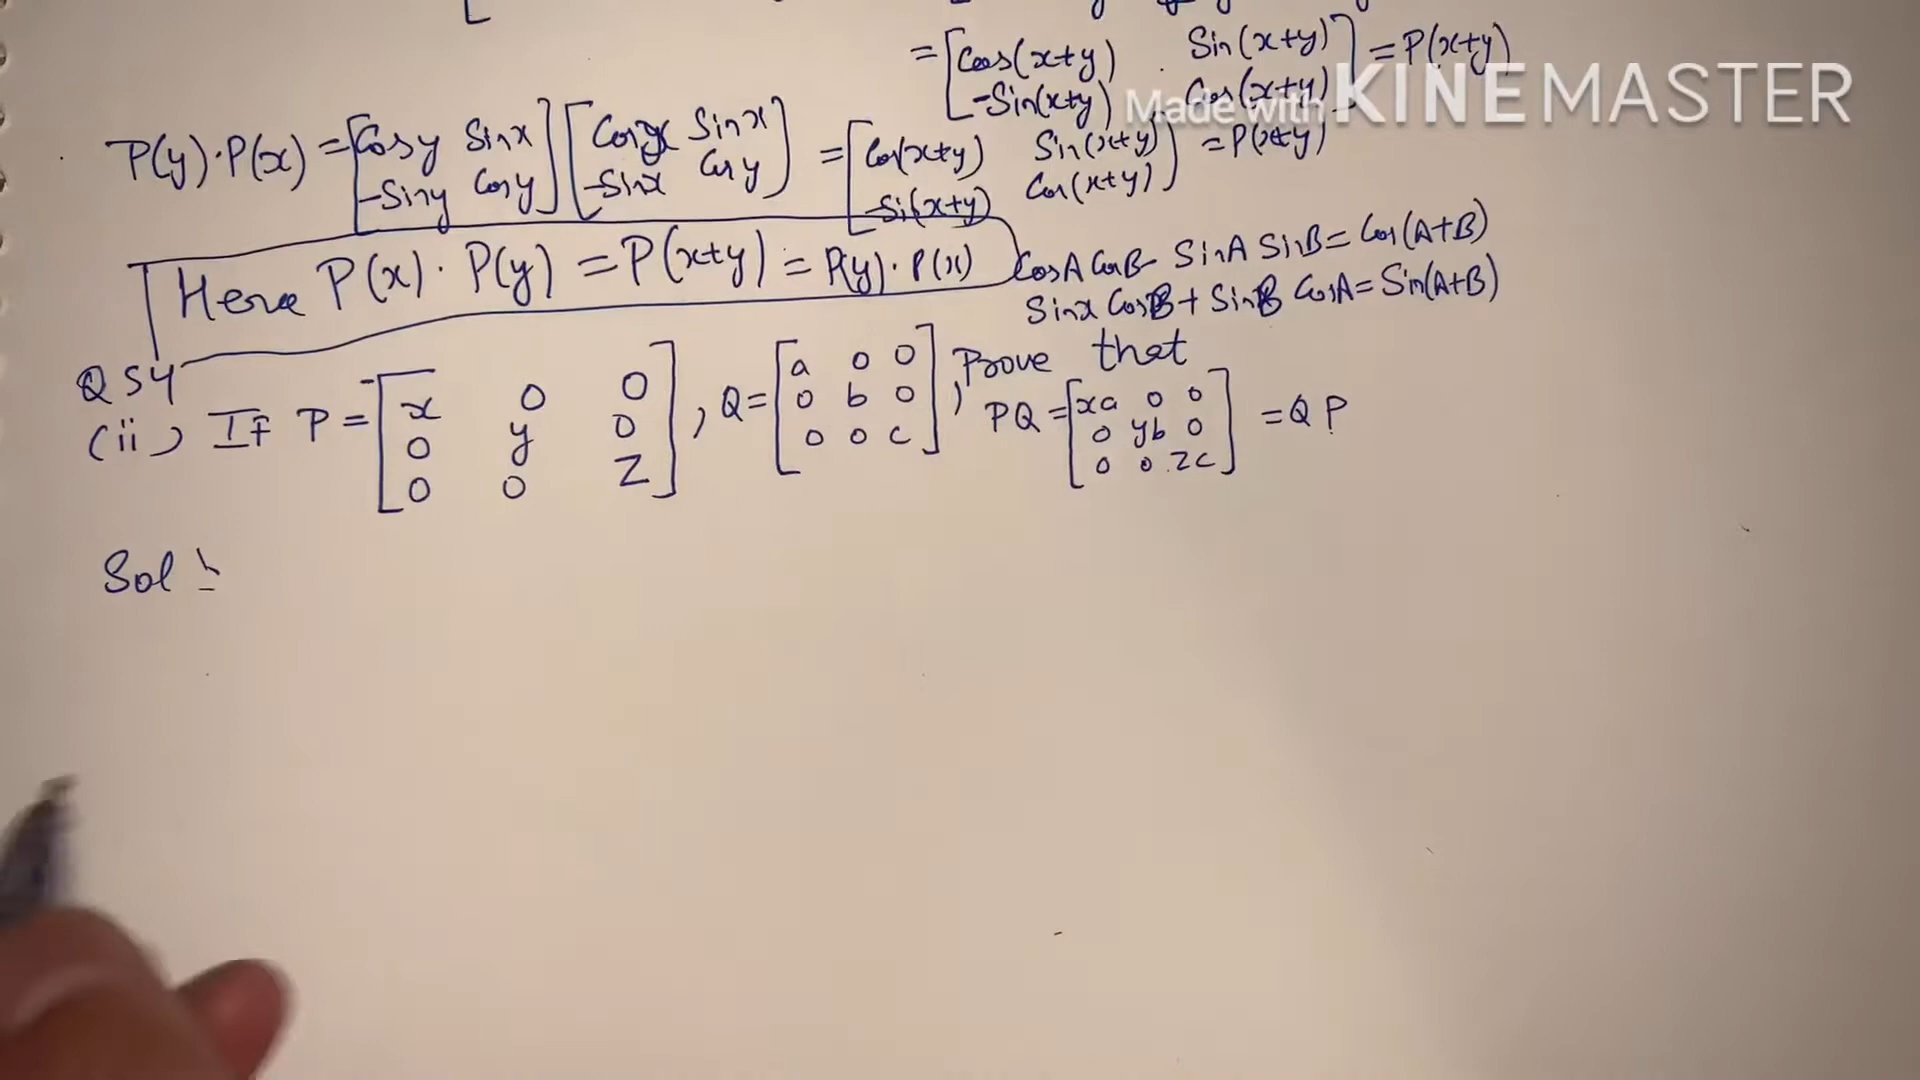 = [Cos(x+y) Sin(x+y)] = P(x+y)
-Sin(x+y) Cos(x+y)
Made with KINEMASTER
P(y)·P(x) = [Cosy Sinx] [Cosx Sinx] = [Cos(x+y) Sin(x+y)] = P(x+y)
-Siny Cosy -Sinx Cosy -Si(x+y) Cos(x+y)
Here P(x)·P(y) = P(x+y) = P(y)·P(x)
CosA CosB - SinA SinB = Cos(A+B)
Sinx CosB + SinB CosA = Sin(A+B)
Q54
(ii) If P = [x 0 0, Q = [a 0 0, Prove that
0 y 0 0 b 0 PQ = [xa 0 0 = QP
0 0 Z] 0 0 c] 0 yb 0
0 0 Zc]
Sol :-